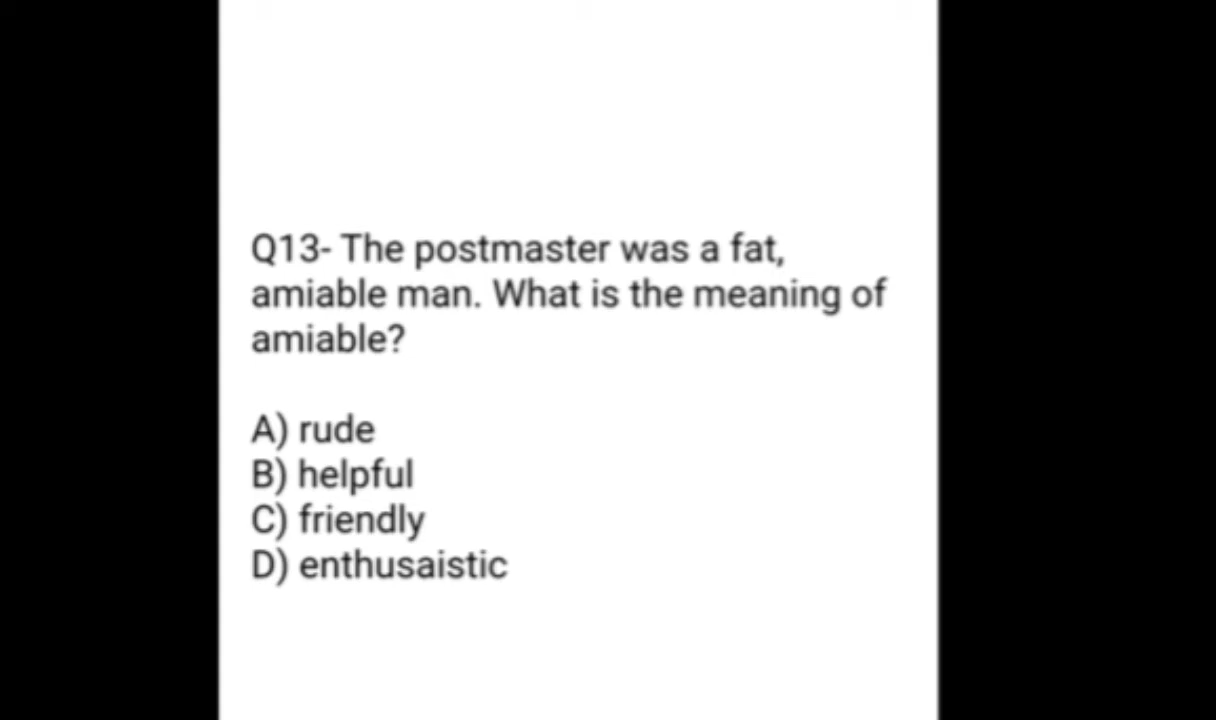 Q13- The postmaster was a fat,
amiable man. What is the meaning of
amiable?
A) rude
B) helpful
C) friendly
D) enthusaistic